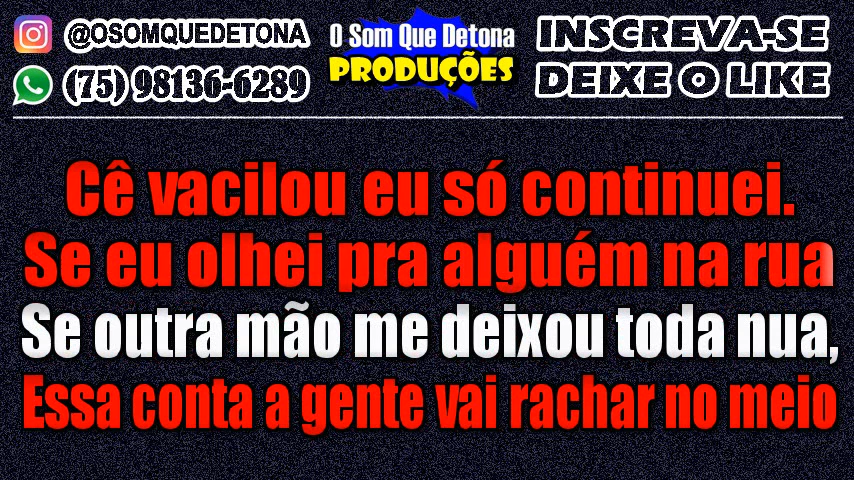 @OSOMQUEDETONA
(75) 98136-6289
O Som Que Detona
PRODUÇÕES
INSCREVA-SE
DEIXE O LIKE
Cê vacilou eu só continuei.
Se eu olhei pra alguém na rua
Se outra mão me deixou toda nua,
Essa conta a gente vai rachar no meio